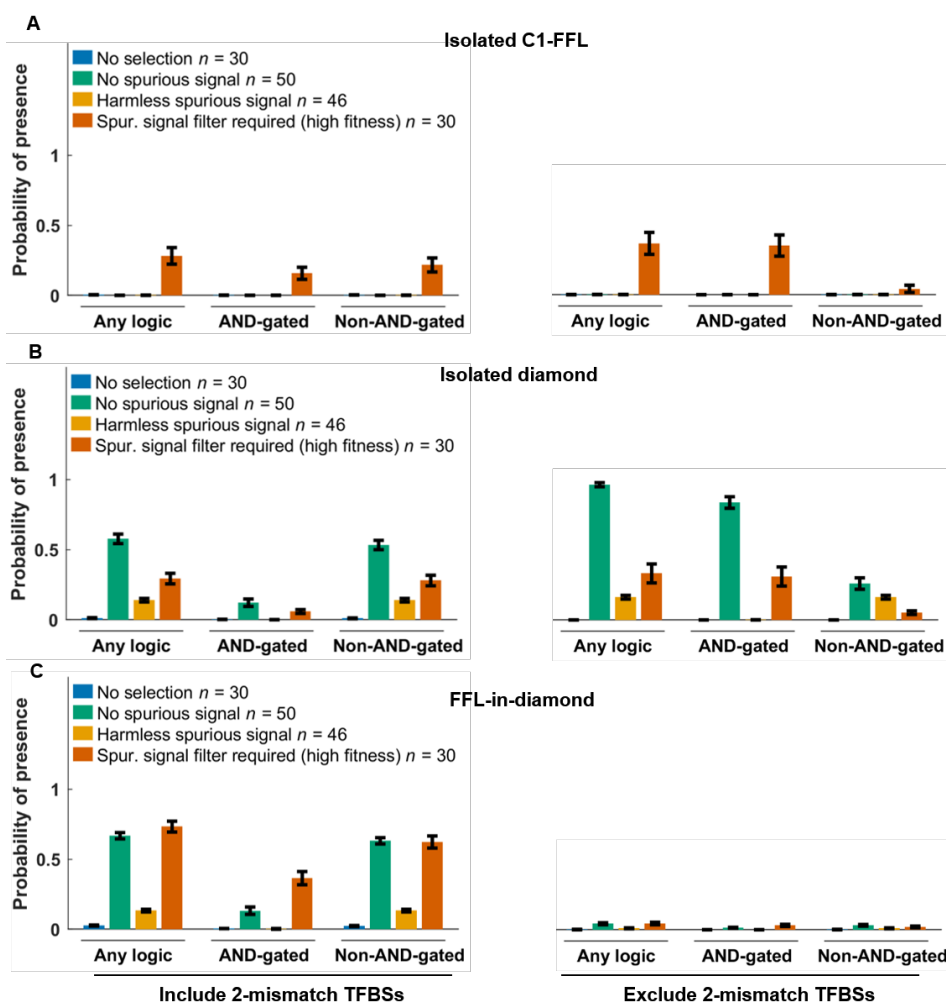 A
Isolated C1-FFL
No selection n = 30
No spurious signal n = 50
Harmless spurious signal n = 46
Spur. signal filter required (high fitness) n = 30
Probability of presence
1
0.5
0
Any logic AND-gated Non-AND-gated
Any logic AND-gated Non-AND-gated
B
Isolated diamond
No selection n = 30
No spurious signal n = 50
Harmless spurious signal n = 46
Spur. signal filter required (high fitness) n = 30
Probability of presence
1
0.5
0
Any logic AND-gated Non-AND-gated
Any logic AND-gated Non-AND-gated
C
FFL-in-diamond
No selection n = 30
No spurious signal n = 50
Harmless spurious signal n = 46
Spur. signal filter required (high fitness) n = 30
Probability of presence
1
0.5
0
Any logic AND-gated Non-AND-gated
Any logic AND-gated Non-AND-gated
Include 2-mismatch TFBSs
Exclude 2-mismatch TFBSs